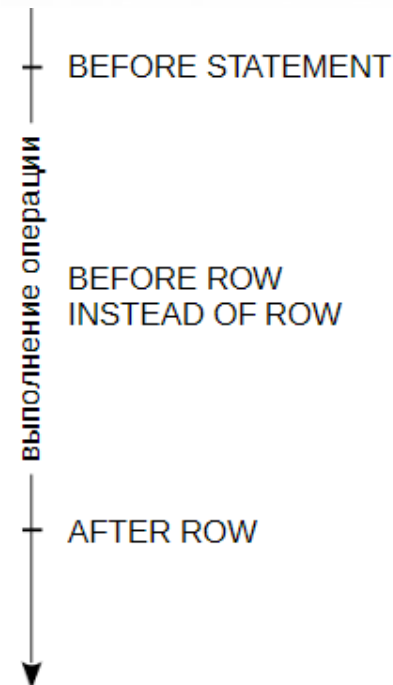 BEFORE STATEMENT
выполнение операции
BEFORE ROW
INSTEAD OF ROW
AFTER ROW